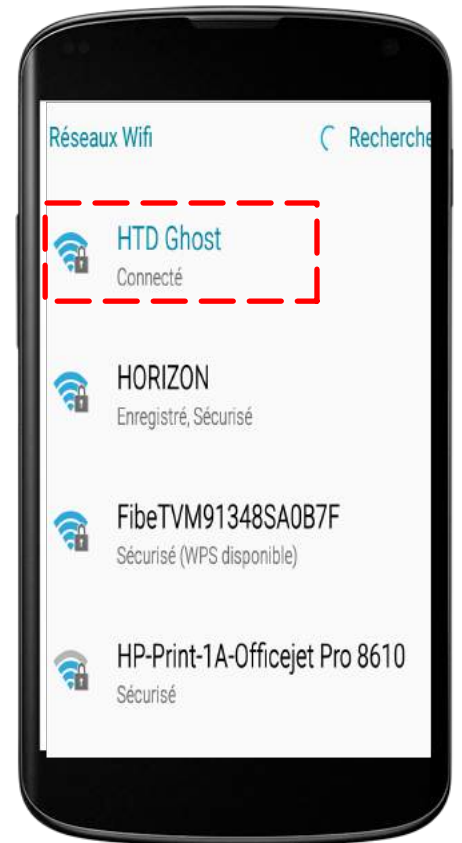 Réseaux Wifi Recherche
HTD Ghost
Connecté
HORIZON
Enregistré, Sécurisé
FibeTVM91348SA0B7F
Sécurisé (WPS disponible)
HP-Print-1A-Officejet Pro 8610
Sécurisé